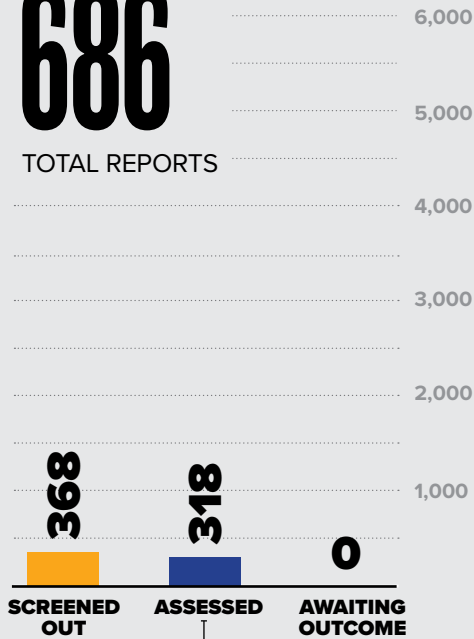 686
TOTAL REPORTS
6,000
5,000
4,000
3,000
2,000
1,000
368
318
0
SCREENED
OUT
ASSESSED
AWAITING
OUTCOME